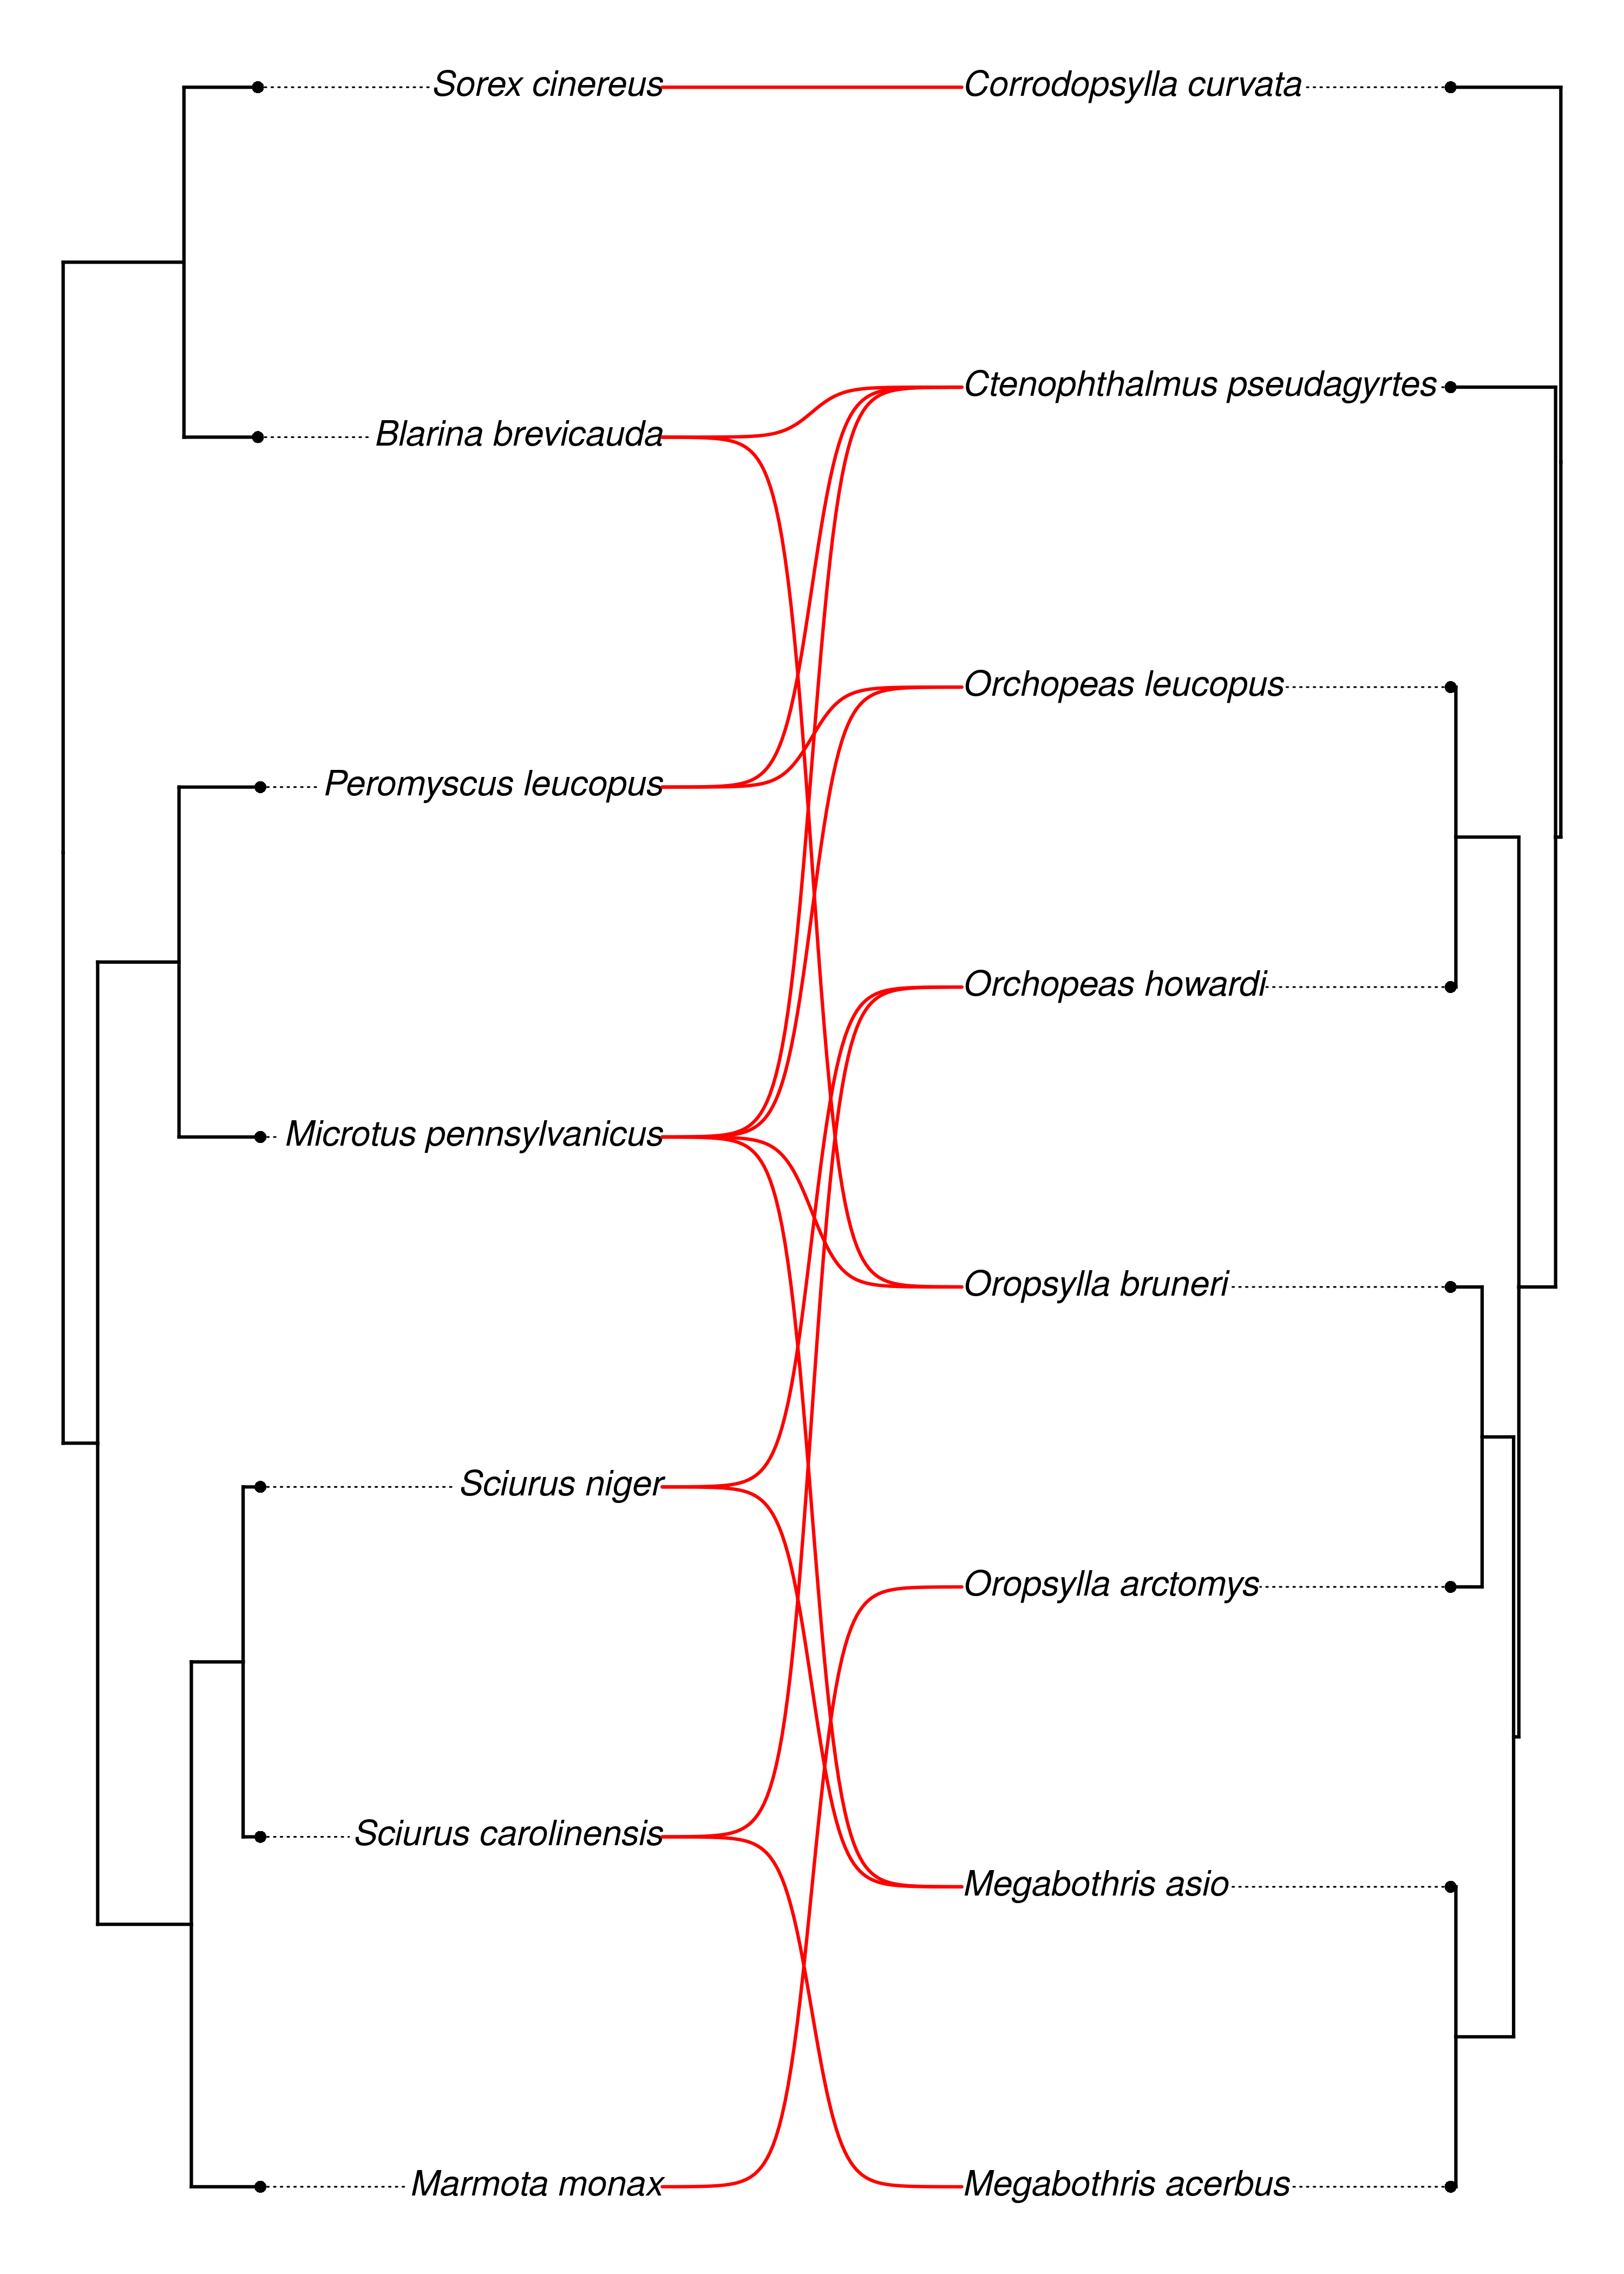 Sorex cinereus
Corrodopsylla curvata
Ctenophthalmus pseudagyrtes
Blarina brevicauda
Orchopeas leucopus
Peromyscus leucopus
Orchopeas howardi
Microtus pennsylvanicus
Oropsylla bruneri
Sciurus niger
Oropsylla arctomys
Sciurus carolinensis
Megabothris asio
Marmota monax
Megabothris acerbus